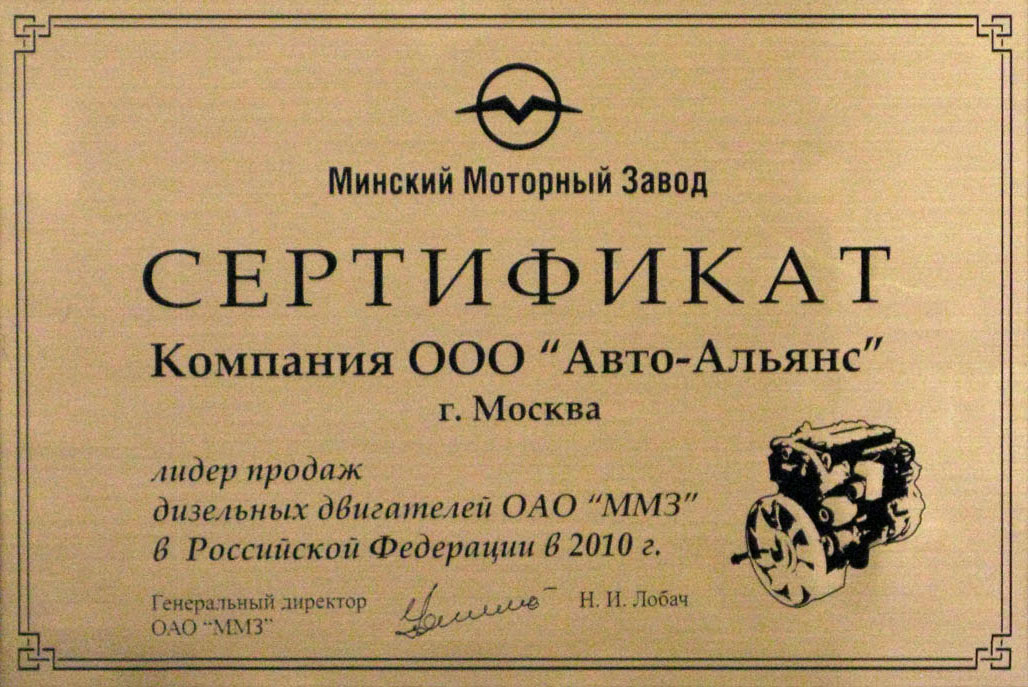 Минский Моторный Завод
СЕРТИФИКАТ
Компания ООО “Авто-Альянс”
г. Москва
лидер продаж
дизельных двигателей ОАО “ММЗ”
в Российской Федерации в 2010 г.
Генеральный директор Н. И. Лобач
ОАО “ММЗ”